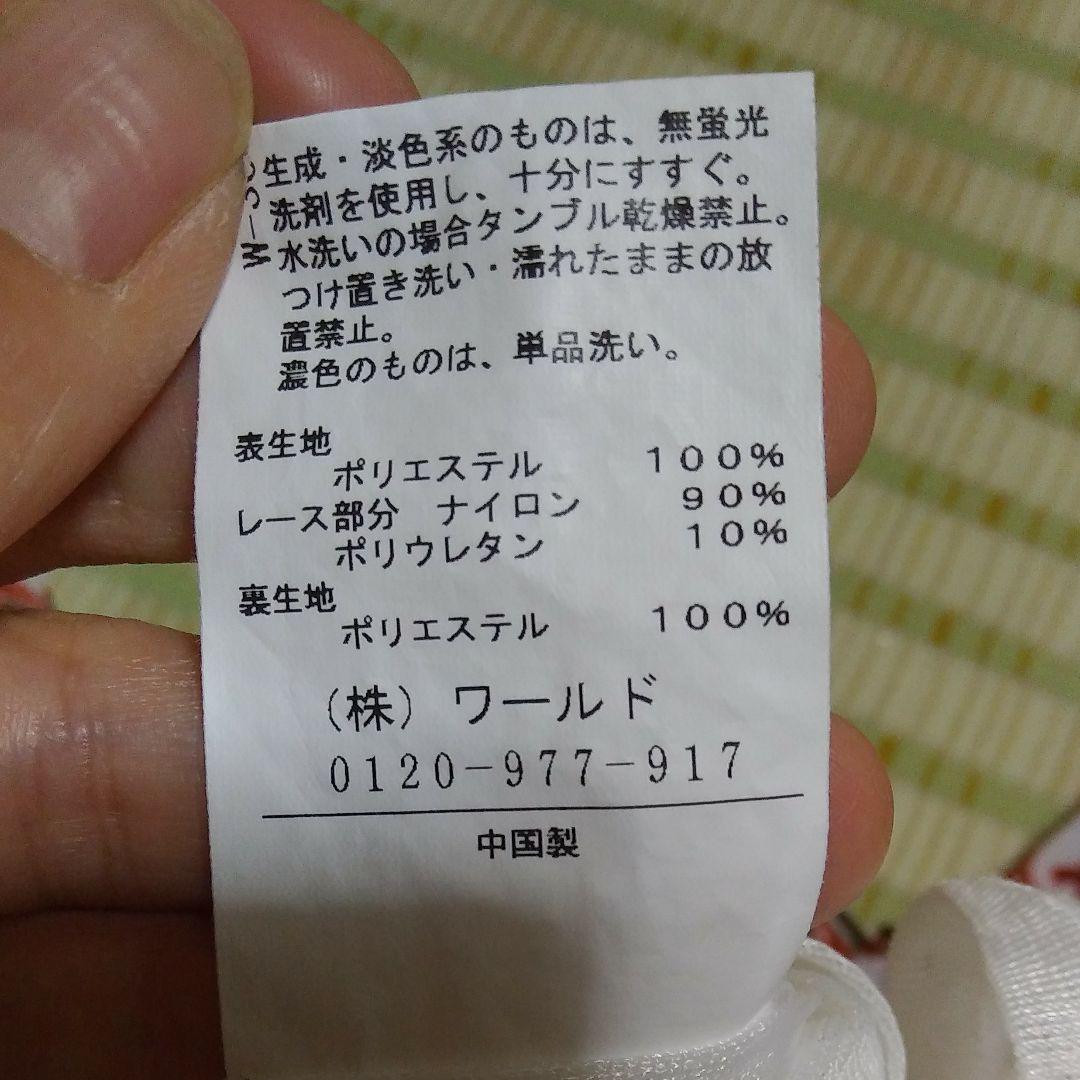 生成・淡色系のものは、無蛍光
洗剤を使用し、十分にすすぐ。
水洗いの場合タンブル乾燥禁止。
つけ置き洗い・濡れたままの放
置禁止。
濃色のものは、単品洗い。
表生地
ポリエステル 100%
レース部分 ナイロン 90%
ポリウレタン 10%
裏生地
ポリエステル 100%
(株) ワールド
0120-977-917
中国製